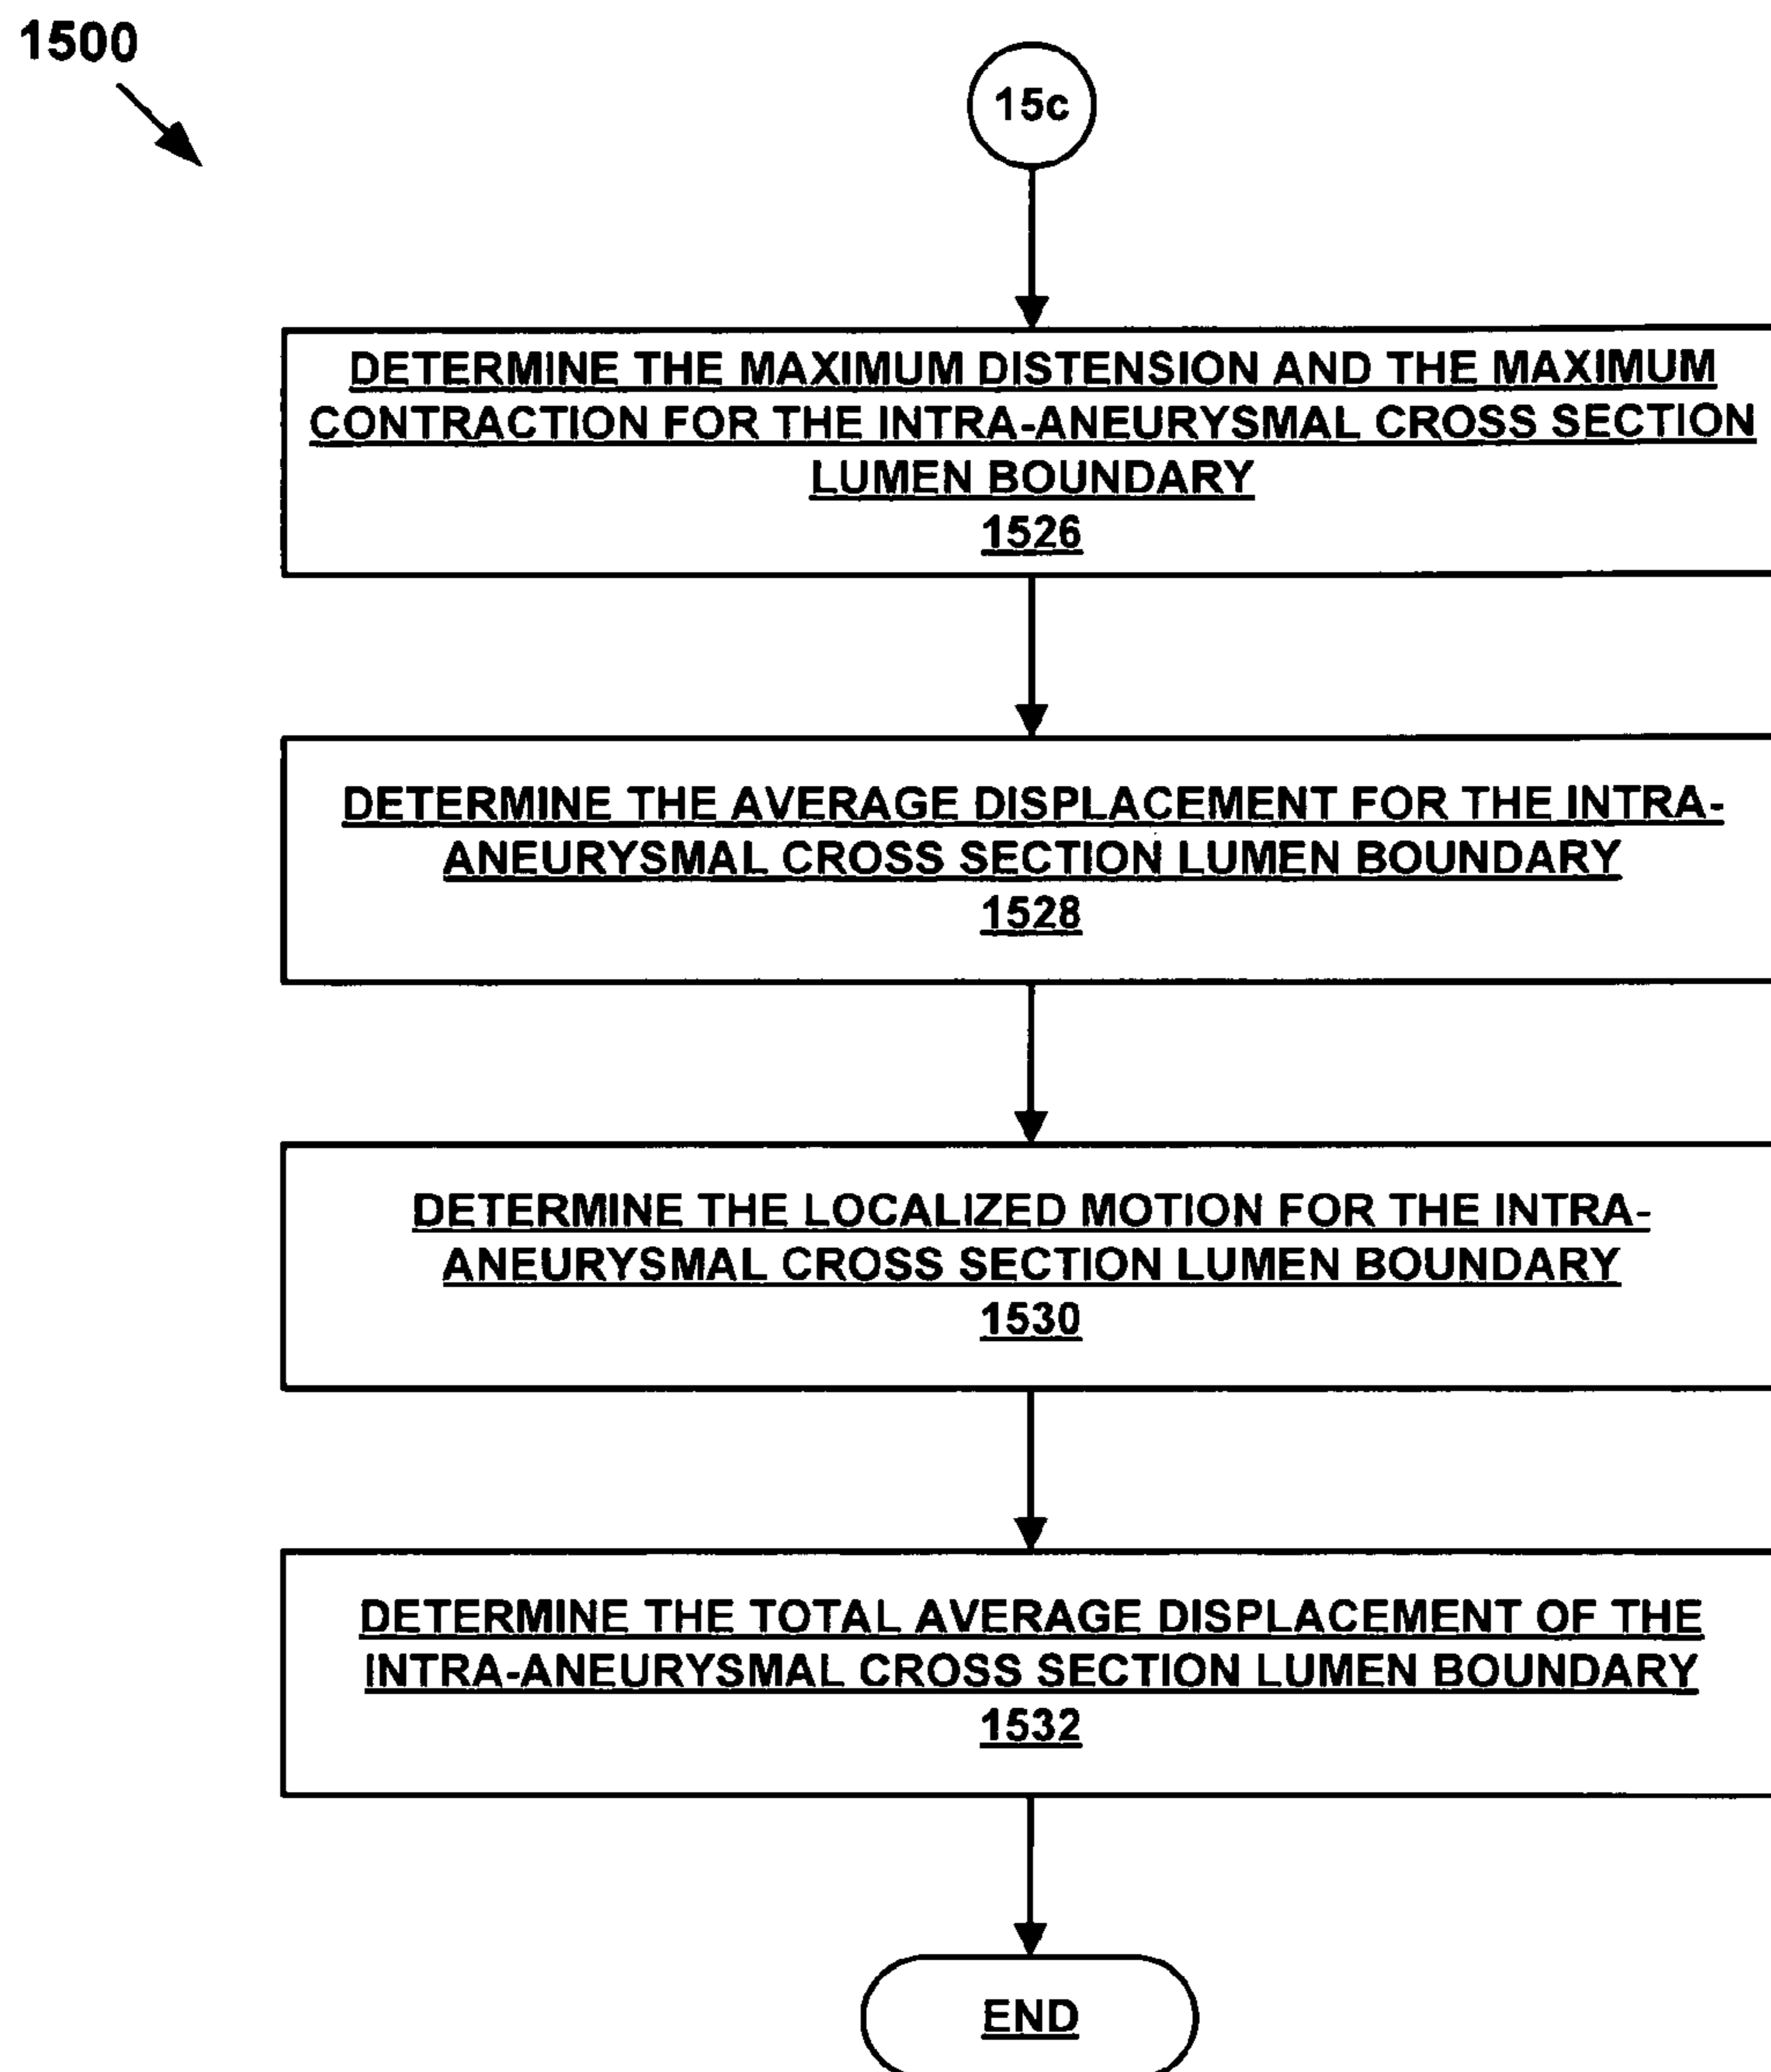 1500
15c
DETERMINE THE MAXIMUM DISTENSION AND THE MAXIMUM
CONTRACTION FOR THE INTRA-ANEURYSMAL CROSS SECTION
LUMEN BOUNDARY
1526
DETERMINE THE AVERAGE DISPLACEMENT FOR THE INTRA-
ANEURYSMAL CROSS SECTION LUMEN BOUNDARY
1528
DETERMINE THE LOCALIZED MOTION FOR THE INTRA-
ANEURYSMAL CROSS SECTION LUMEN BOUNDARY
1530
DETERMINE THE TOTAL AVERAGE DISPLACEMENT OF THE
INTRA-ANEURYSMAL CROSS SECTION LUMEN BOUNDARY
1532
END